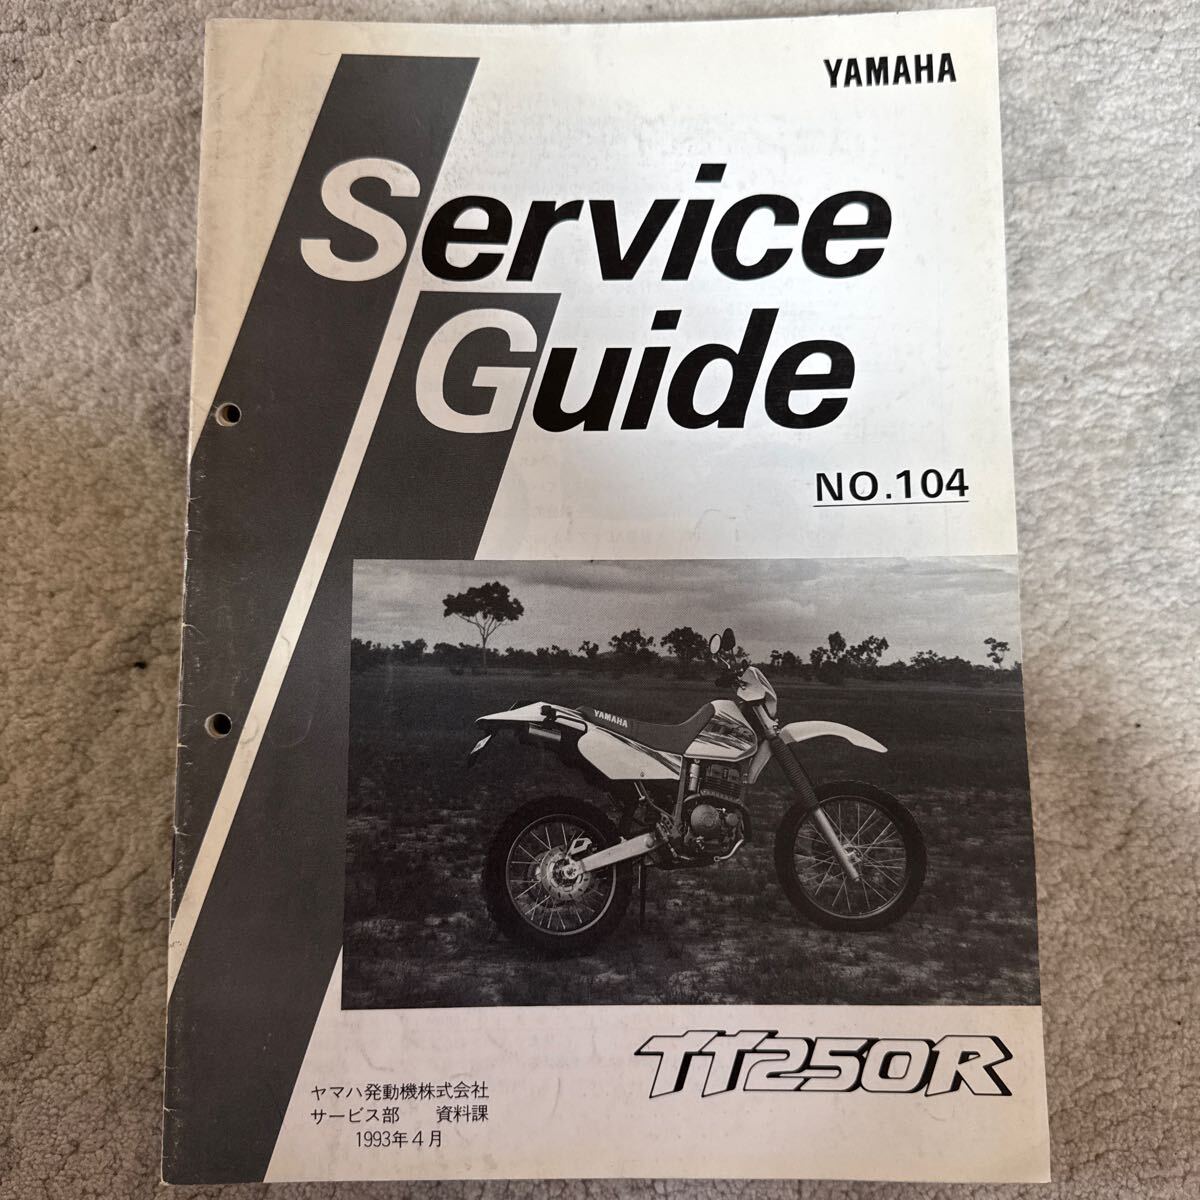 YAMAHA
Service
Guide
NO.104
YAMAHA
TT250R
ヤマハ発動機株式会社
サービス部 資料課
1993年4月